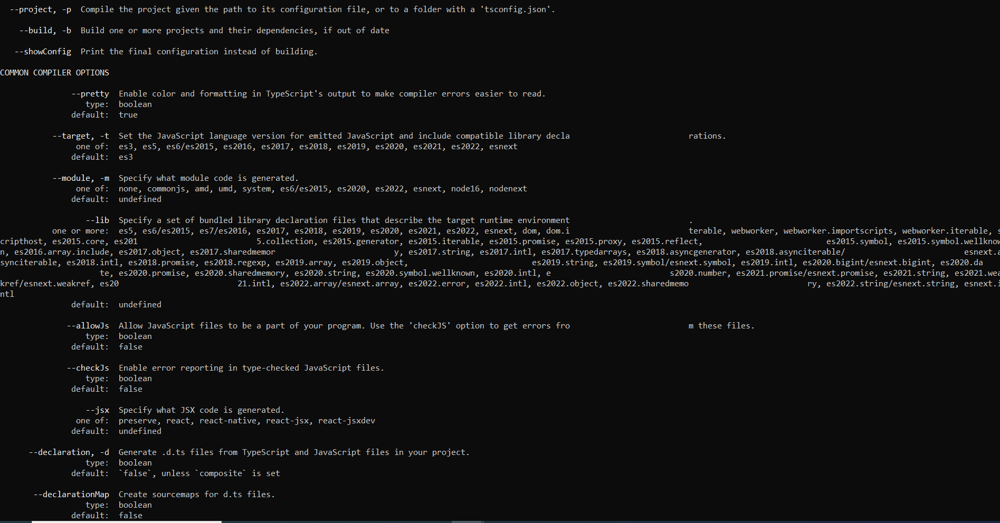 --project, -p  Compile the project given the path to its configuration file, or to a folder with a 'tsconfig.json'.
--build, -b  Build one or more projects and their dependencies, if out of date
--showConfig  Print the final configuration instead of building.
COMMON COMPILER OPTIONS
--pretty  Enable color and formatting in TypeScript's output to make compiler errors easier to read.
type:  boolean
default:  true
--target, -t  Set the JavaScript language version for emitted JavaScript and include compatible library decla rations.
one of:  es3, es5, es6/es2015, es2016, es2017, es2018, es2019, es2020, es2021, es2022, esnext
default:  es3
--module, -m  Specify what module code is generated.
one of:  none, commonjs, amd, umd, system, es6/es2015, es2020, es2022, esnext, node16, nodenext
default:  undefined
--lib  Specify a set of bundled library declaration files that describe the target runtime environment .
one or more:  es5, es6/es2015, es7/es2016, es2017, es2018, es2019, es2020, es2021, es2022, esnext, dom, dom.i terable, webworker, webworker.importscripts, webworker.iterable, s
cripthost, es2015.core, es201 5.collection, es2015.generator, es2015.iterable, es2015.promise, es2015.proxy, es2015.reflect, es2015.symbol, es2015.symbol.wellknow
n, es2016.array.include, es2017.object, es2017.sharedmemor y, es2017.string, es2017.intl, es2017.typedarrays, es2018.asyncgenerator, es2018.asynciterable/ esnext.a
synciterable, es2018.intl, es2018.promise, es2018.regexp, es2019.array, es2019.object, es2019.string, es2019.symbol/esnext.symbol, es2019.intl, es2020.bigint/esnext.bigint, es2020.da
te, es2020.promise, es2020.sharedmemory, es2020.string, es2020.symbol.wellknown, es2020.intl, e s2020.number, es2021.promise/esnext.promise, es2021.string, es2021.wea
kref/esnext.weakref, es20 21.intl, es2022.array/esnext.array, es2022.error, es2022.intl, es2022.object, es2022.sharedmemo ry, es2022.string/esnext.string, esnext.i
ntl
default:  undefined
--allowJs  Allow JavaScript files to be a part of your program. Use the 'checkJS' option to get errors fro m these files.
type:  boolean
default:  false
--checkJs  Enable error reporting in type-checked JavaScript files.
type:  boolean
default:  false
--jsx  Specify what JSX code is generated.
one of:  preserve, react, react-native, react-jsx, react-jsxdev
default:  undefined
--declaration, -d  Generate .d.ts files from TypeScript and JavaScript files in your project.
type:  boolean
default:  `false`, unless `composite` is set
--declarationMap  Create sourcemaps for d.ts files.
type:  boolean
default:  false